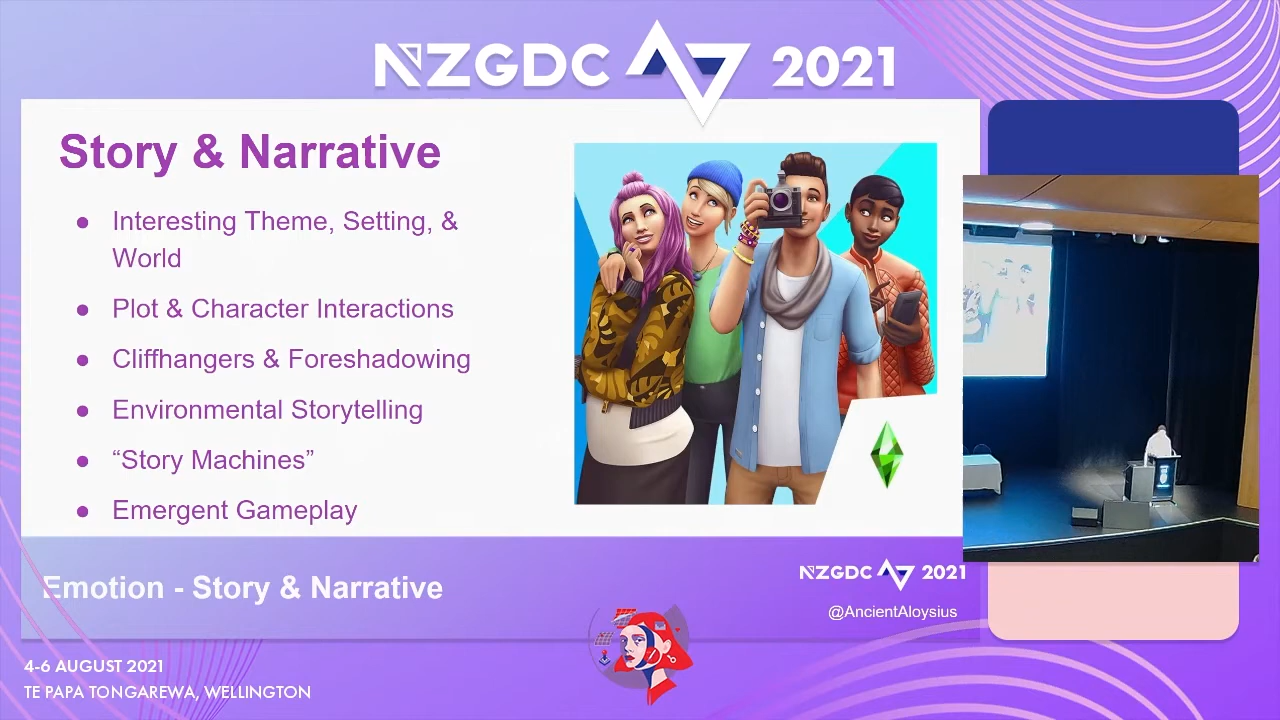 NZGDC 2021
Story & Narrative
● Interesting Theme, Setting, &
World
● Plot & Character Interactions
● Cliffhangers & Foreshadowing
● Environmental Storytelling
● “Story Machines”
● Emergent Gameplay
Emotion - Story & Narrative
NZGDC 2021
@AncientAloysius
4-6 AUGUST 2021
TE PAPA TONGAREWA, WELLINGTON